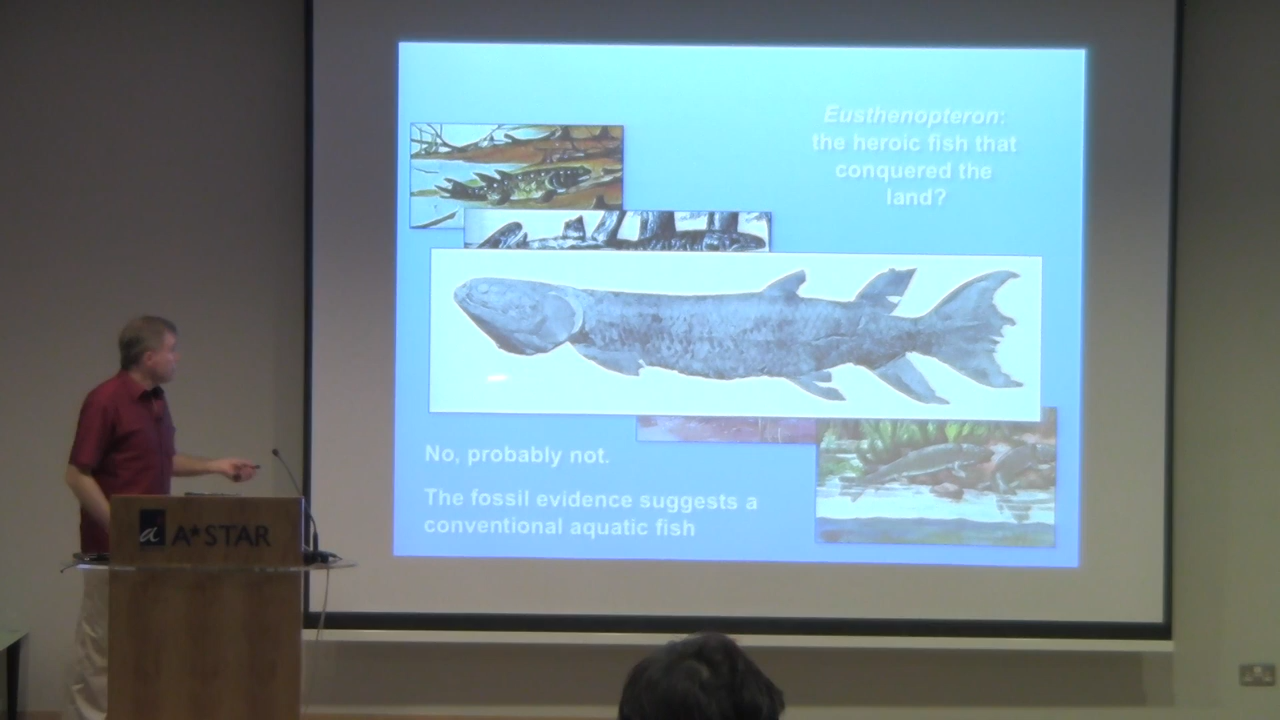 Eusthenopteron:
the heroic fish that
conquered the
land?
No, probably not.
The fossil evidence suggests a
conventional aquatic fish
a A*STAR